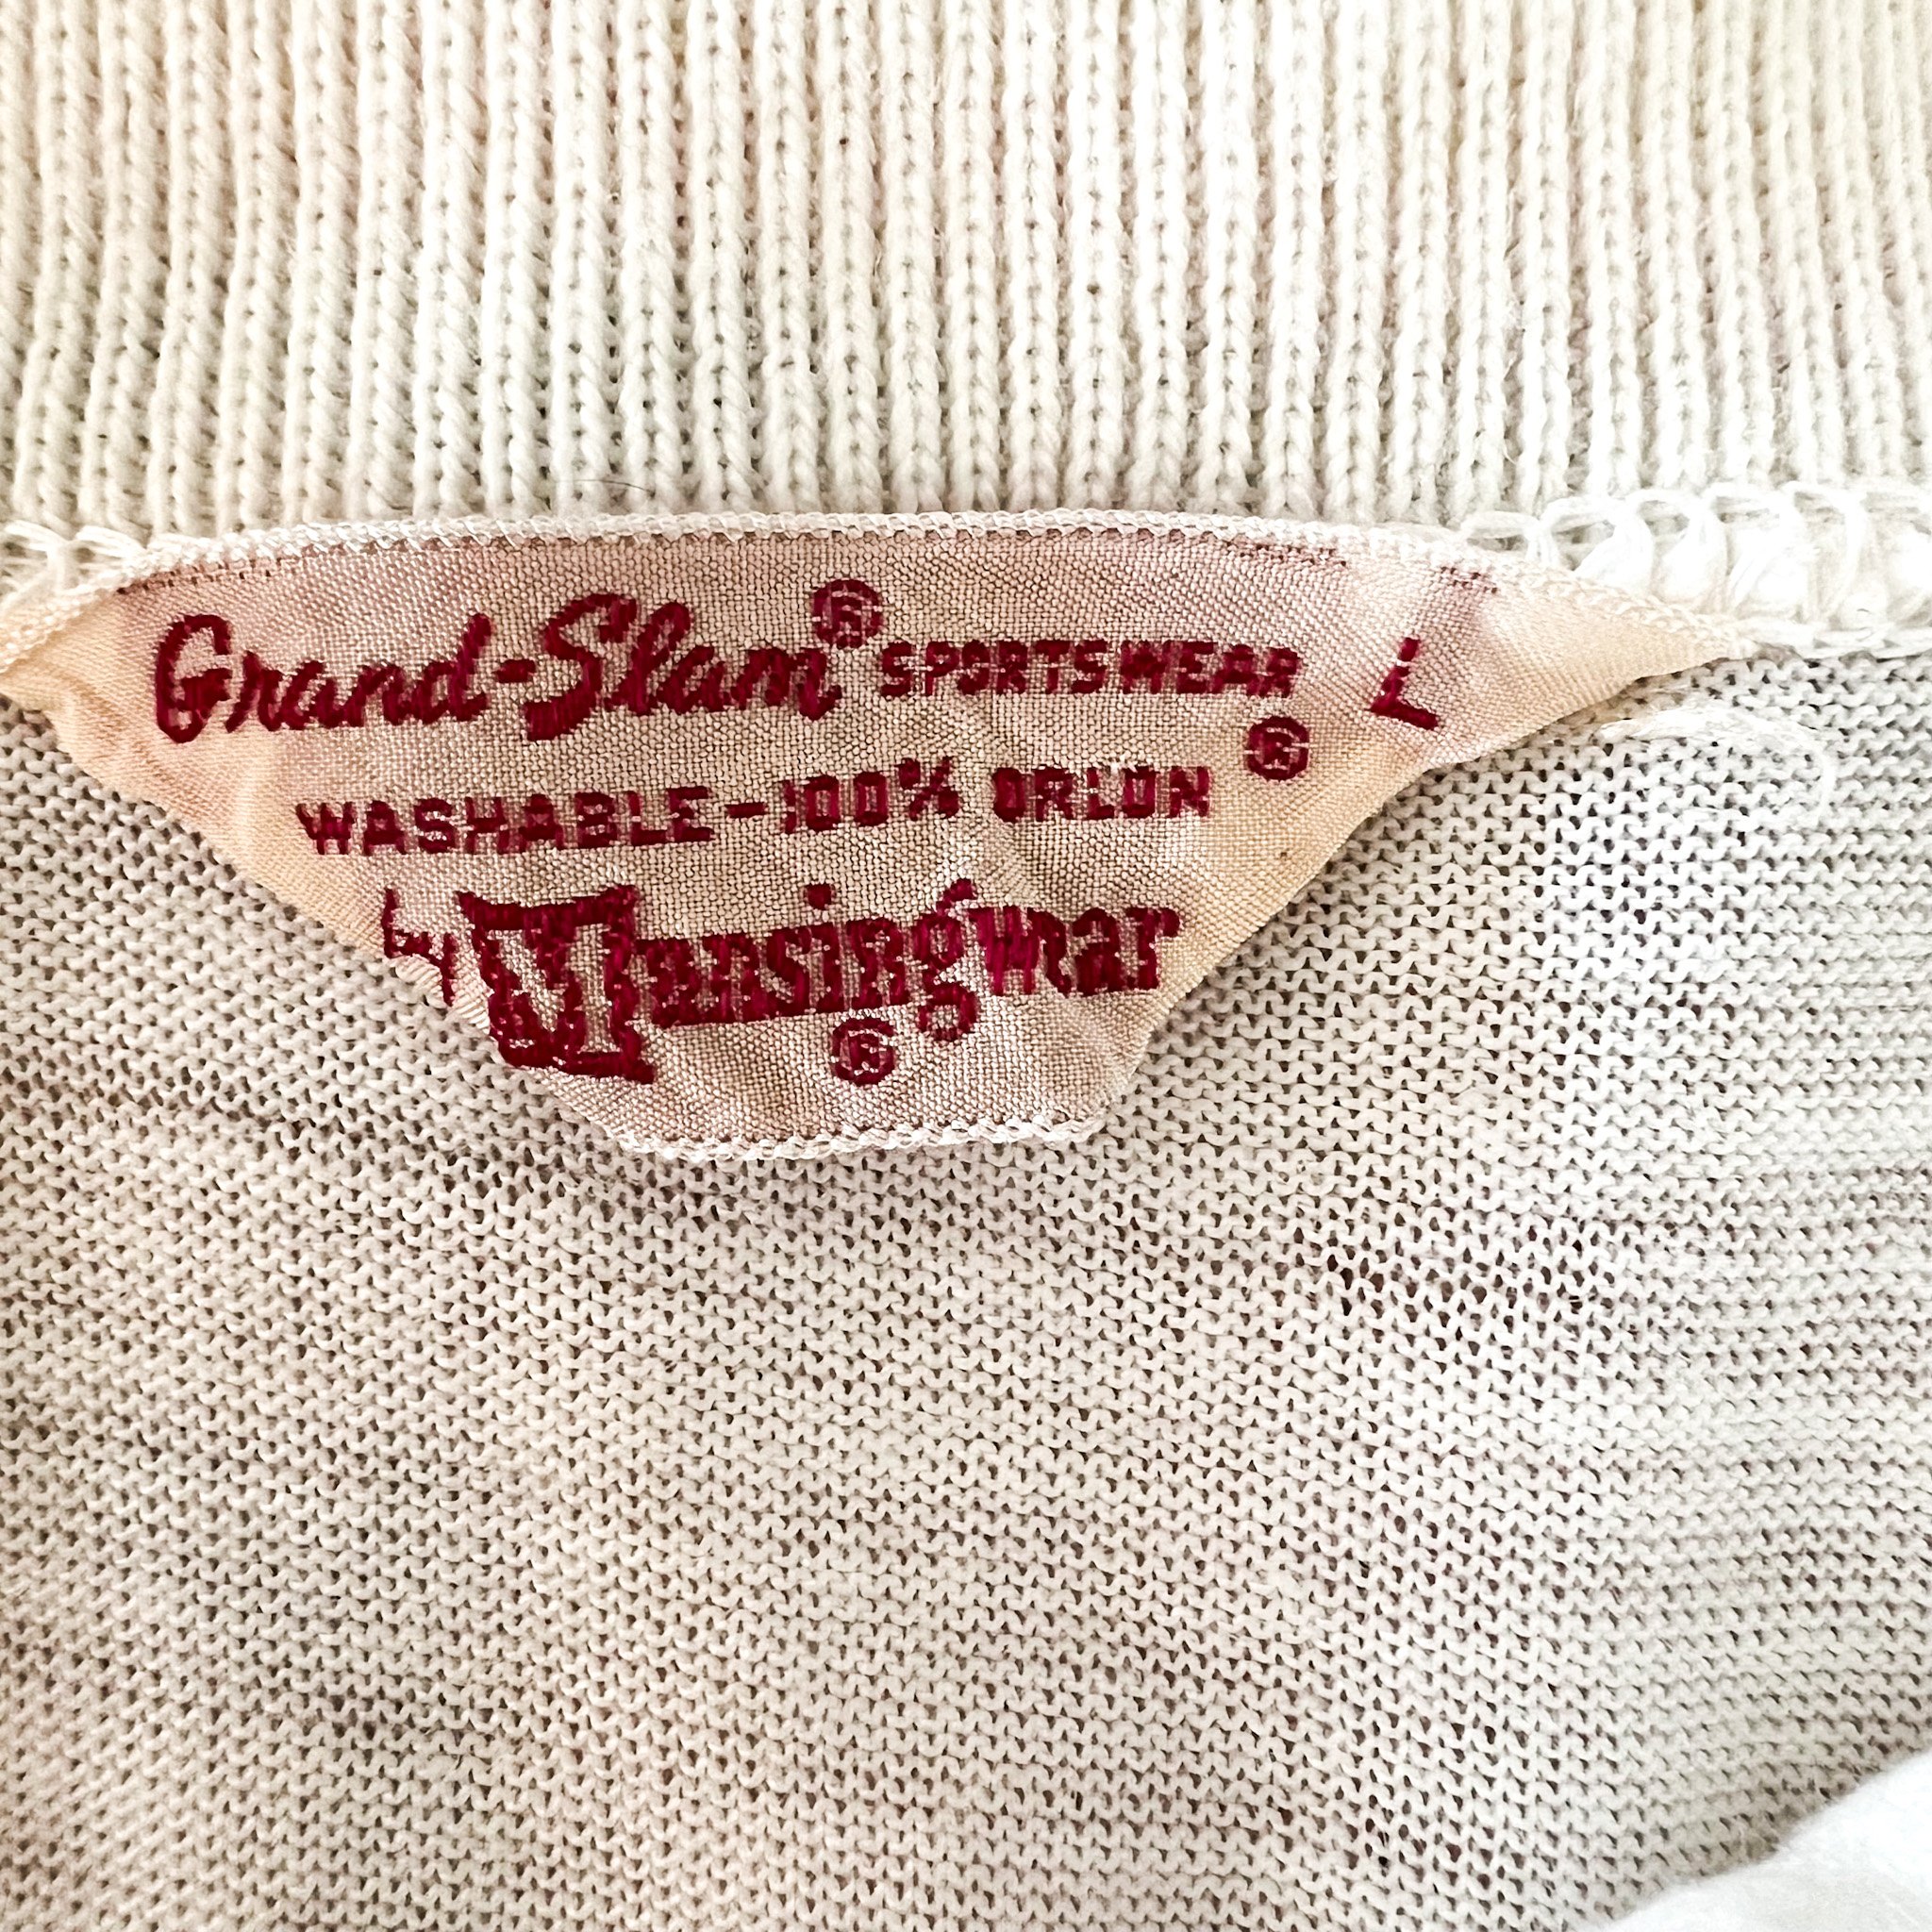 Grand-Slam® SPORTSWEAR L
WASHABLE-100% ORLON®
by Munsingwear
®